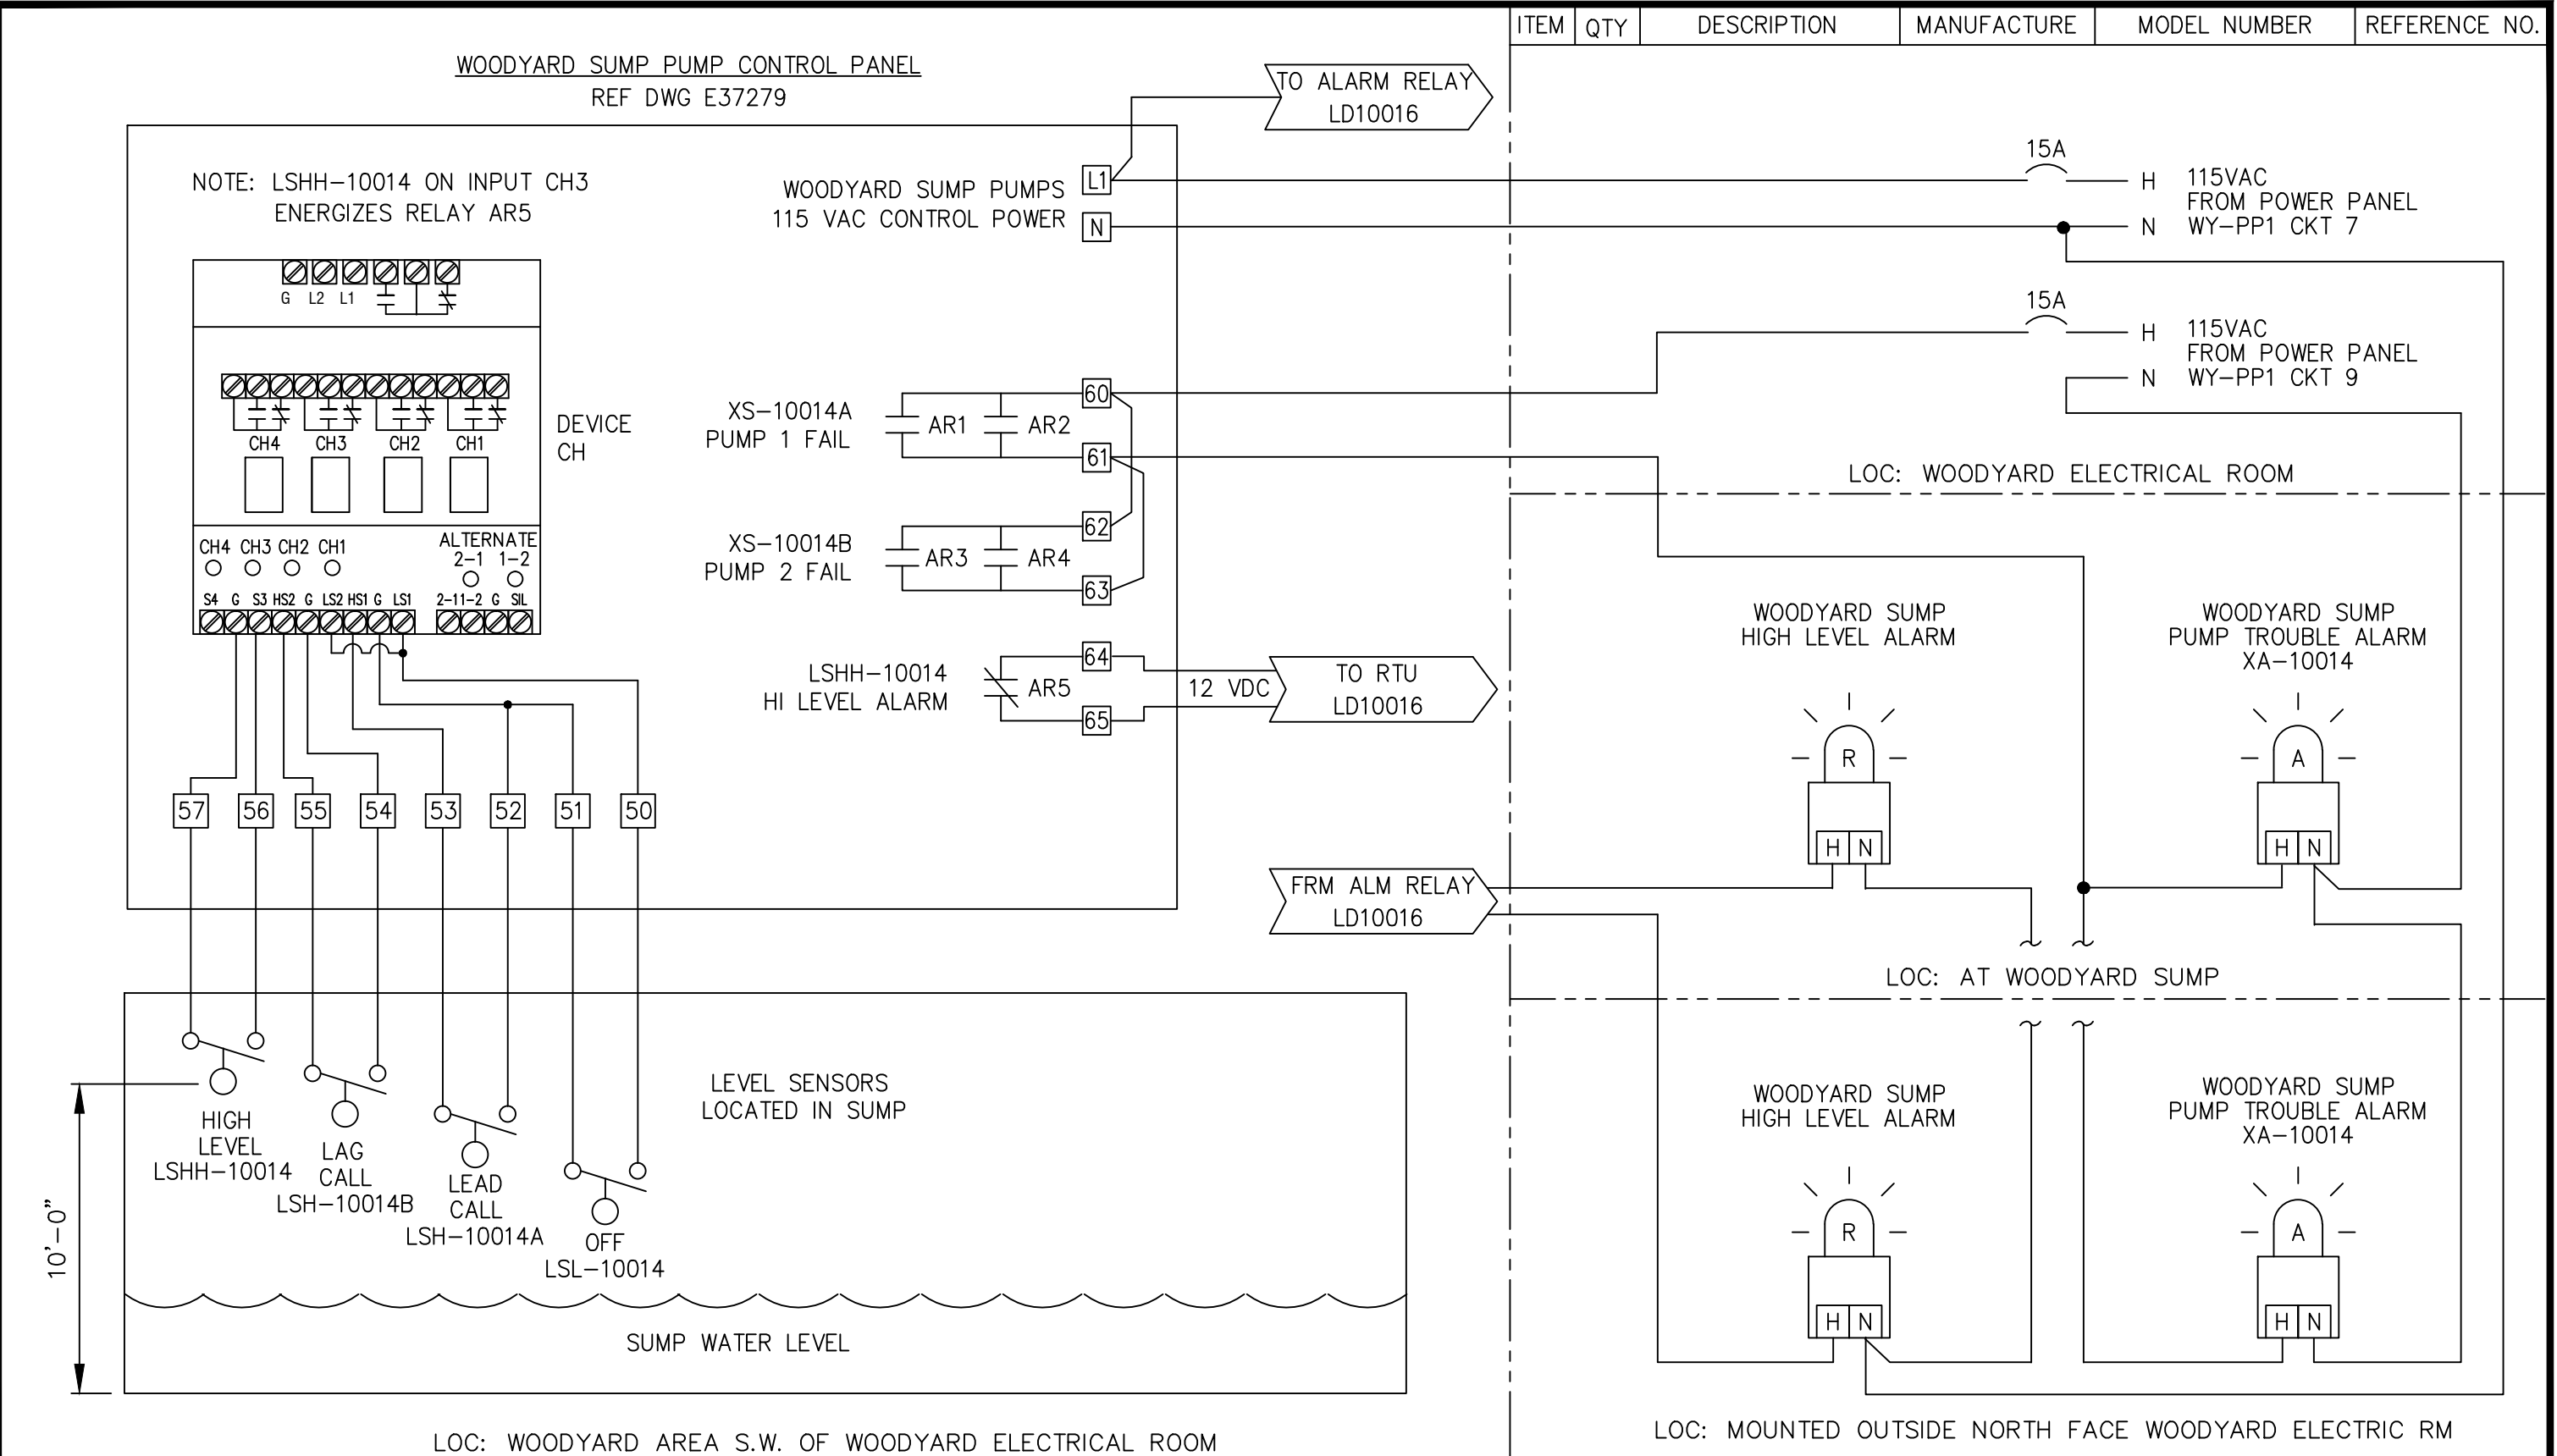 ITEM QTY DESCRIPTION MANUFACTURE MODEL NUMBER REFERENCE NO.
WOODYARD SUMP PUMP CONTROL PANEL
REF DWG E37279
TO ALARM RELAY
LD10016
NOTE: LSHH-10014 ON INPUT CH3
ENERGIZES RELAY AR5
WOODYARD SUMP PUMPS
115 VAC CONTROL POWER
L1
N
15A
H
N
115VAC
FROM POWER PANEL
WY-PP1 CKT 7
15A
H
N
115VAC
FROM POWER PANEL
WY-PP1 CKT 9
G L2 L1
CH4 CH3 CH2 CH1
DEVICE
CH
CH4 CH3 CH2 CH1
ALTERNATE
2-1 1-2
S4 G S3 HS2 G LS2 HS1 G LS1
2-1 1-2 G SIL
XS-10014A
PUMP 1 FAIL
AR1 AR2
60
61
XS-10014B
PUMP 2 FAIL
AR3 AR4
62
63
LSHH-10014
HI LEVEL ALARM
AR5
64
65
12 VDC
TO RTU
LD10016
LOC: WOODYARD ELECTRICAL ROOM
WOODYARD SUMP
HIGH LEVEL ALARM
R
H N
WOODYARD SUMP
PUMP TROUBLE ALARM
XA-10014
A
H N
57 56 55 54 53 52 51 50
FRM ALM RELAY
LD10016
LOC: AT WOODYARD SUMP
LEVEL SENSORS
LOCATED IN SUMP
HIGH
LEVEL
LSHH-10014
LAG
CALL
LSH-10014B
LEAD
CALL
LSH-10014A
OFF
LSL-10014
10'-0"
SUMP WATER LEVEL
WOODYARD SUMP
HIGH LEVEL ALARM
R
H N
WOODYARD SUMP
PUMP TROUBLE ALARM
XA-10014
A
H N
LOC: WOODYARD AREA S.W. OF WOODYARD ELECTRICAL ROOM
LOC: MOUNTED OUTSIDE NORTH FACE WOODYARD ELECTRIC RM